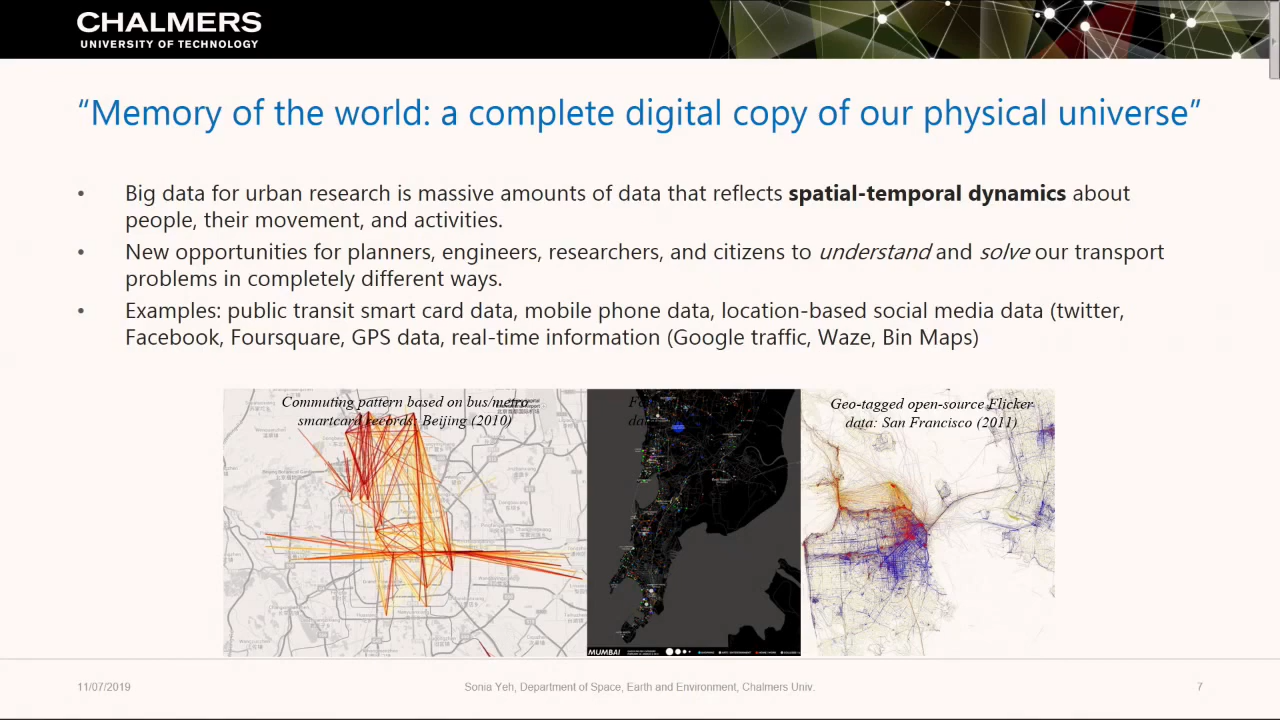 CHALMERS
UNIVERSITY OF TECHNOLOGY
“Memory of the world: a complete digital copy of our physical universe”
• Big data for urban research is massive amounts of data that reflects spatial-temporal dynamics about
people, their movement, and activities.
• New opportunities for planners, engineers, researchers, and citizens to understand and solve our transport
problems in completely different ways.
• Examples: public transit smart card data, mobile phone data, location-based social media data (twitter,
Facebook, Foursquare, GPS data, real-time information (Google traffic, Waze, Bin Maps)
Commuting pattern based on bus/metro
smartcard records: Beijing (2010)
Geo-tagged open-source Flicker
data: San Francisco (2011)
MUMBAI
11/07/2019
Sonia Yeh, Department of Space, Earth and Environment, Chalmers Univ.
7